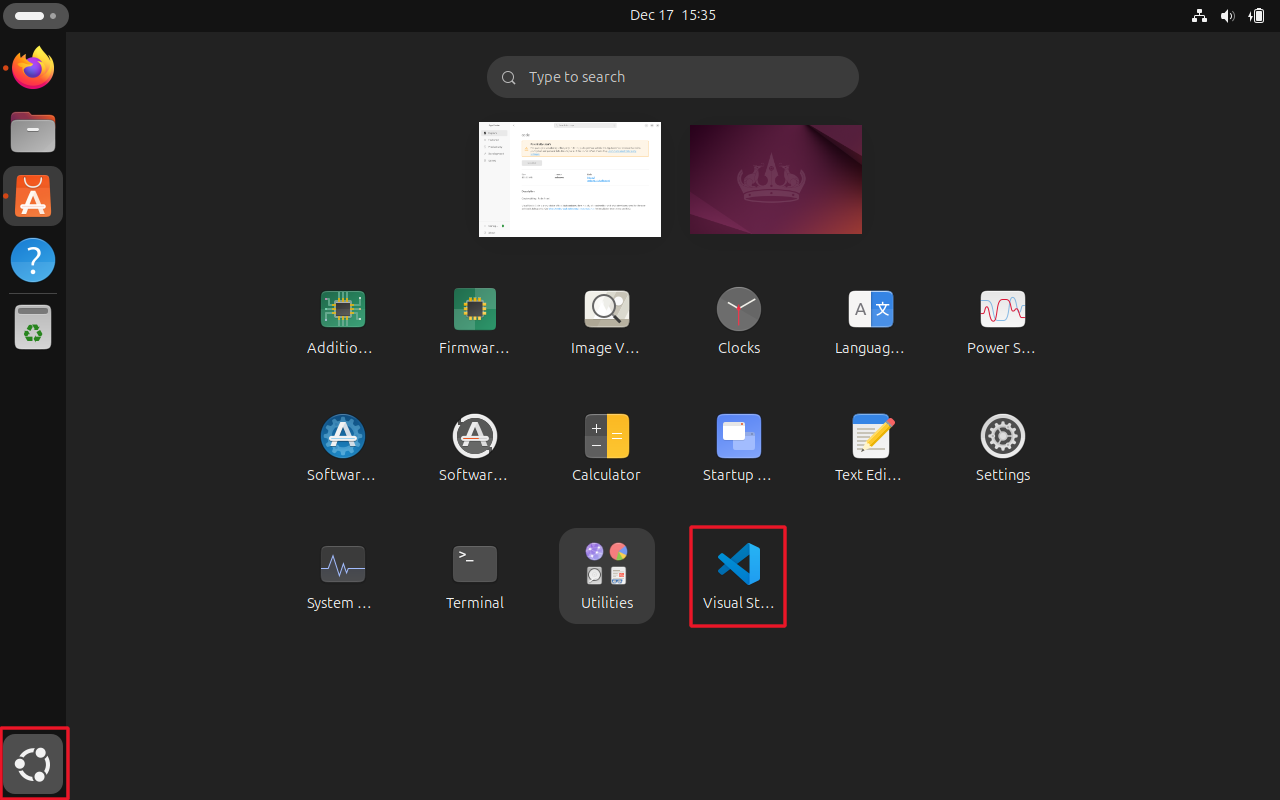 Dec 17 15:35
Type to search
Additio...
Firmwar...
Image V...
Clocks
Languag...
Power S...
Softwar...
Softwar...
Calculator
Startup ...
Text Edi...
Settings
System ...
Terminal
Utilities
Visual St...